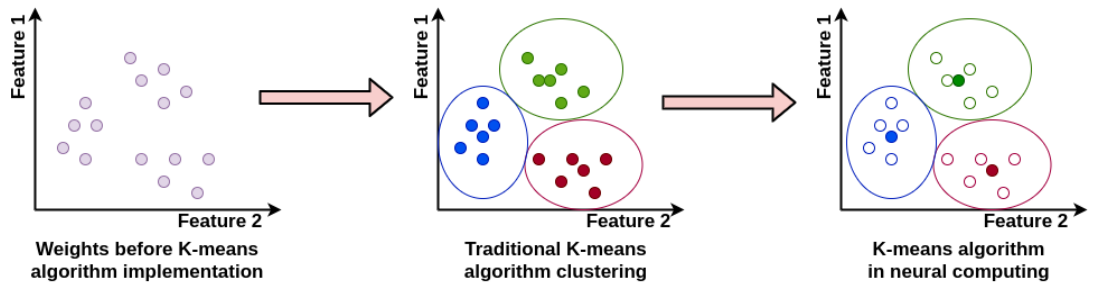 Feature 1
Feature 2
Weights before K-means
algorithm implementation
Feature 1
Feature 2
Traditional K-means
algorithm clustering
Feature 1
Feature 2
K-means algorithm
in neural computing